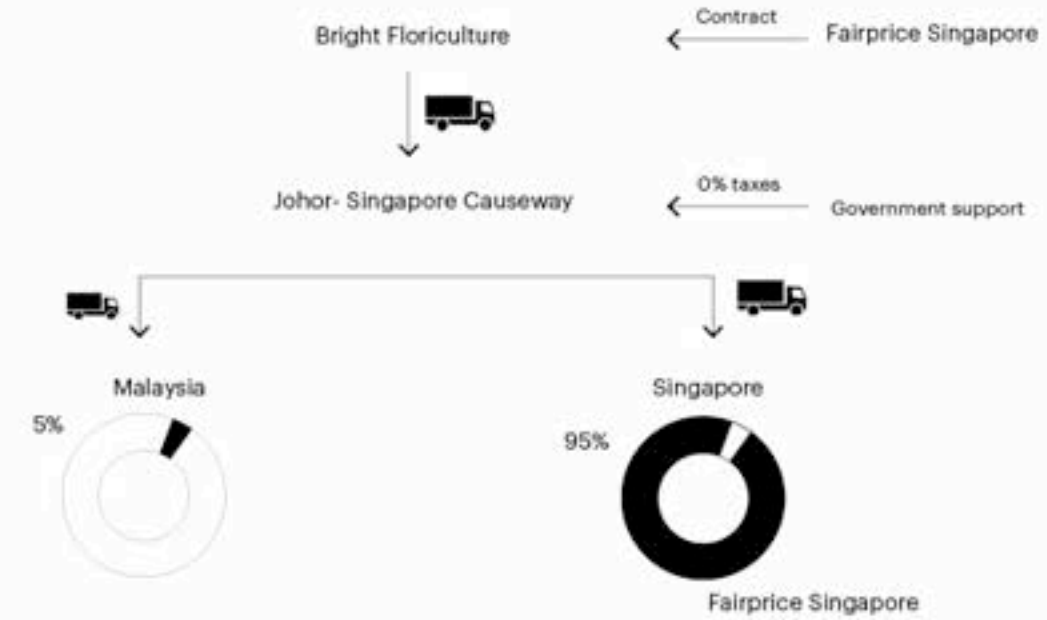 Bright Floriculture
Contract
Fairprice Singapore
Johor- Singapore Causeway
0% taxes
Government support
Malaysia
5%
Singapore
95%
Fairprice Singapore